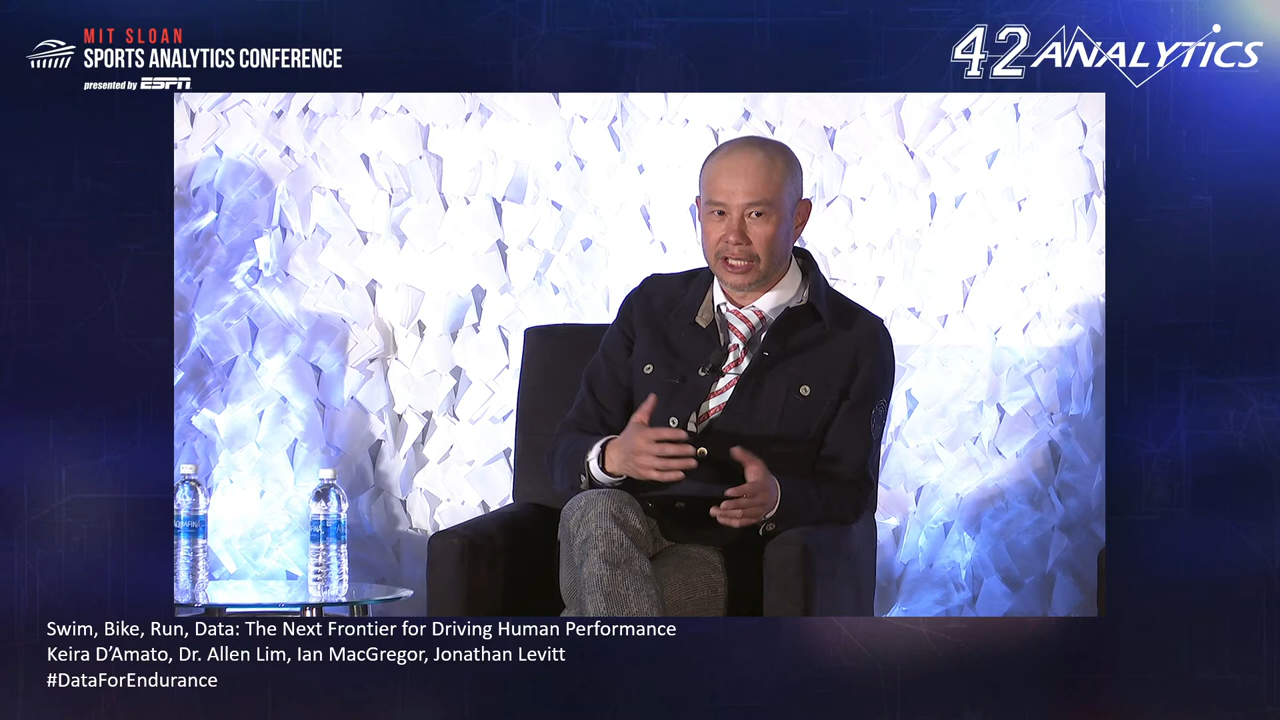 MIT SLOAN
SPORTS ANALYTICS CONFERENCE
presented by ESPN
42 ANALYTICS
AQUAFINA
Swim, Bike, Run, Data: The Next Frontier for Driving Human Performance
Keira D’Amato, Dr. Allen Lim, Ian MacGregor, Jonathan Levitt
#DataForEndurance